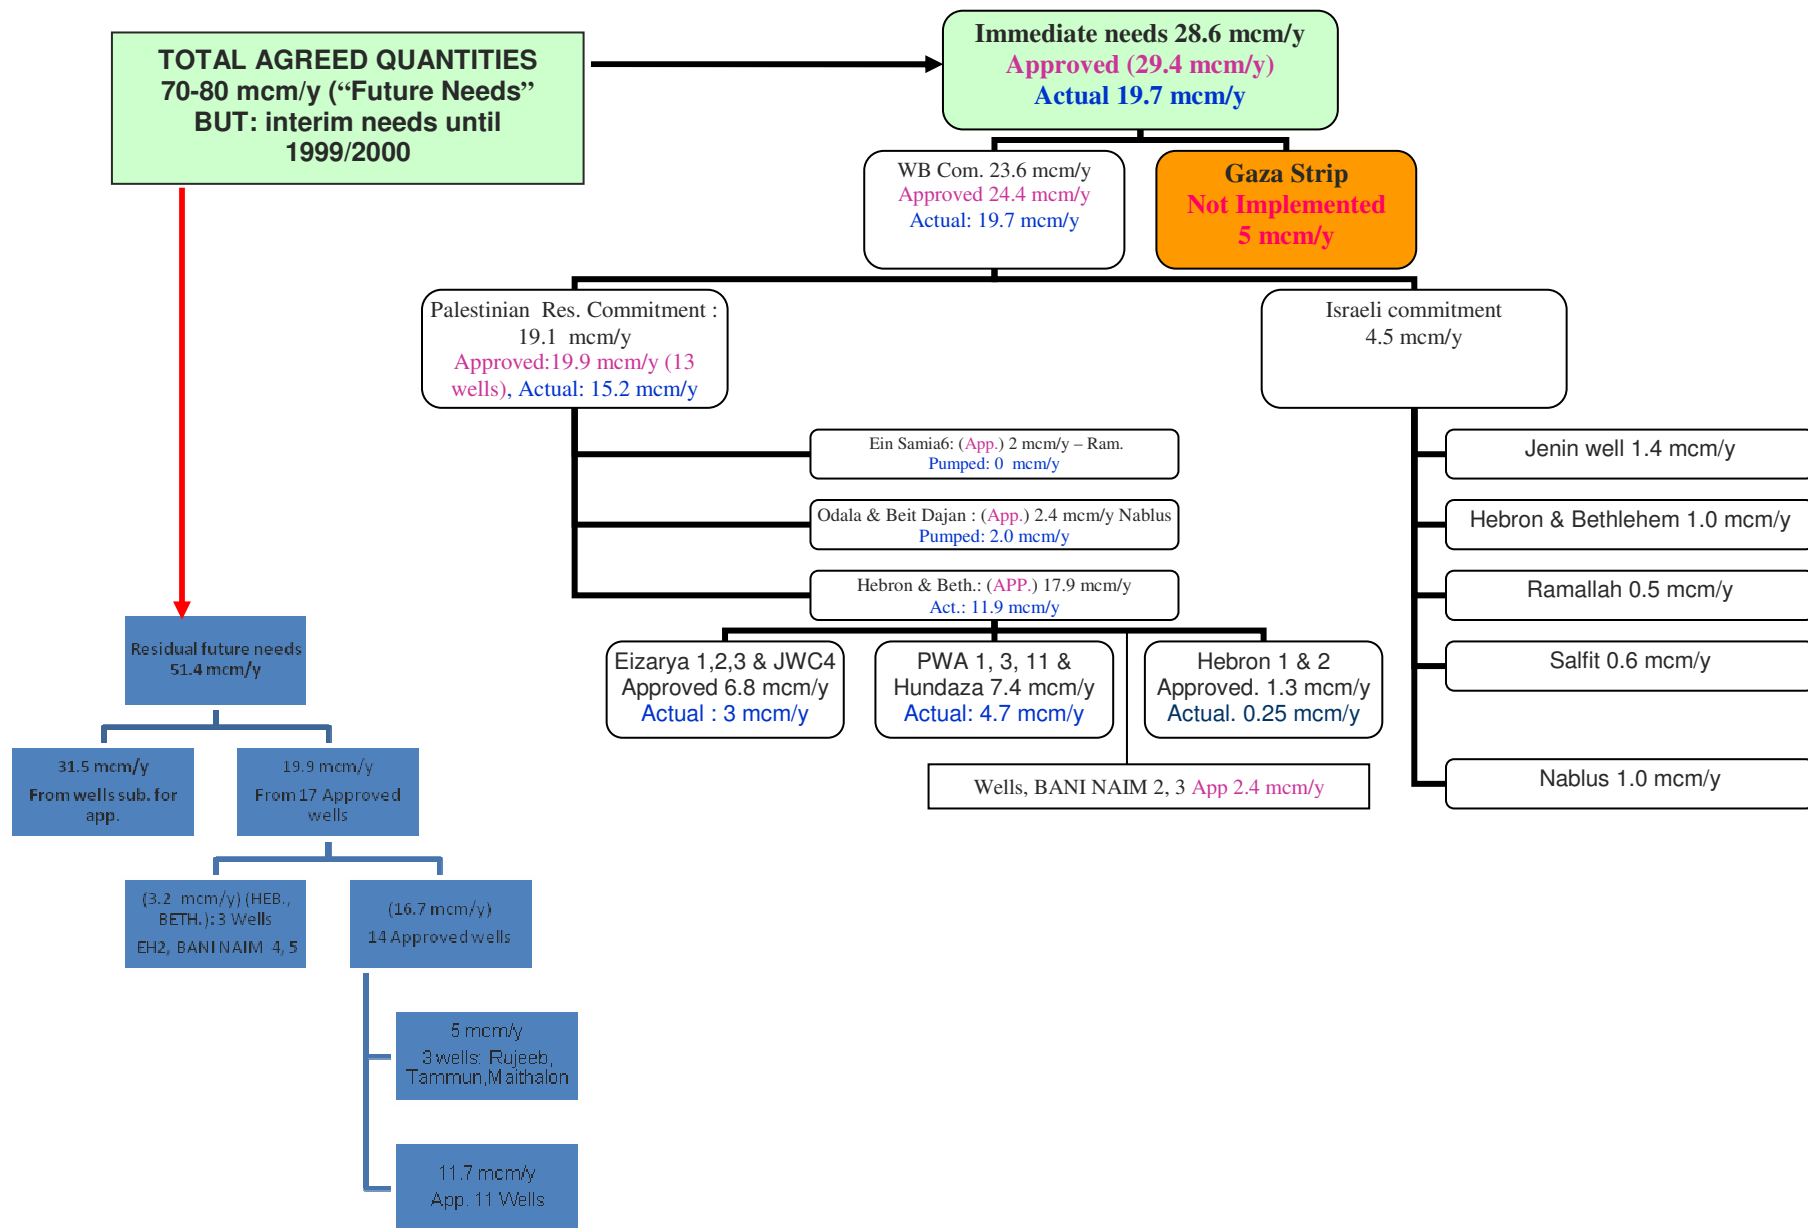 TOTAL AGREED QUANTITIES
70-80 mcm/y (“Future Needs”
BUT: interim needs until
1999/2000
Immediate needs 28.6 mcm/y
Approved (29.4 mcm/y)
Actual 19.7 mcm/y
WB Com. 23.6 mcm/y
Approved 24.4 mcm/y
Actual: 19.7 mcm/y
Gaza Strip
Not Implemented
5 mcm/y
Palestinian Res. Commitment :
19.1 mcm/y
Approved:19.9 mcm/y (13
wells), Actual: 15.2 mcm/y
Israeli commitment
4.5 mcm/y
Ein Samia6: (App.) 2 mcm/y – Ram.
Pumped: 0 mcm/y
Odala & Beit Dajan : (App.) 2.4 mcm/y Nablus
Pumped: 2.0 mcm/y
Hebron & Beth.: (APP.) 17.9 mcm/y
Act.: 11.9 mcm/y
Eizarya 1,2,3 & JWC4
Approved 6.8 mcm/y
Actual : 3 mcm/y
PWA 1, 3, 11 &
Hundaza 7.4 mcm/y
Actual: 4.7 mcm/y
Hebron 1 & 2
Approved. 1.3 mcm/y
Actual. 0.25 mcm/y
Wells, BANI NAIM 2, 3 App 2.4 mcm/y
Jenin well 1.4 mcm/y
Hebron & Bethlehem 1.0 mcm/y
Ramallah 0.5 mcm/y
Salfit 0.6 mcm/y
Nablus 1.0 mcm/y
Residual future needs
51.4 mcm/y
31.5 mcm/y
From wells sub. for
app.
19.9 mcm/y
From 17 Approved
wells
(3.2 mcm/y) (HEB.,
BETH.): 3 Wells
EH2, BANI NAIM 4, 5
(16.7 mcm/y)
14 Approved wells
5 mcm/y
3 wells: Rujeeb,
Tammun,Maithalon
11.7 mcm/y
App. 11 Wells